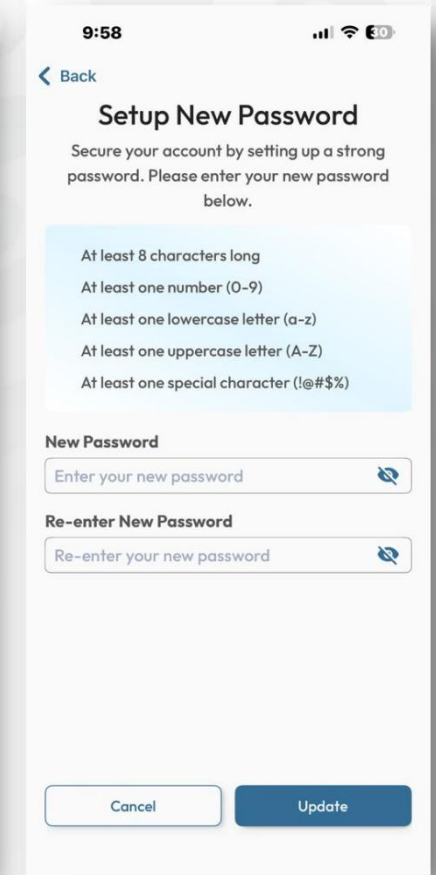 9:58
30
Back
Setup New Password
Secure your account by setting up a strong
password. Please enter your new password
below.
At least 8 characters long
At least one number (0-9)
At least one lowercase letter (a-z)
At least one uppercase letter (A-Z)
At least one special character (!@#$%)
New Password
Enter your new password
Re-enter New Password
Re-enter your new password
Cancel
Update